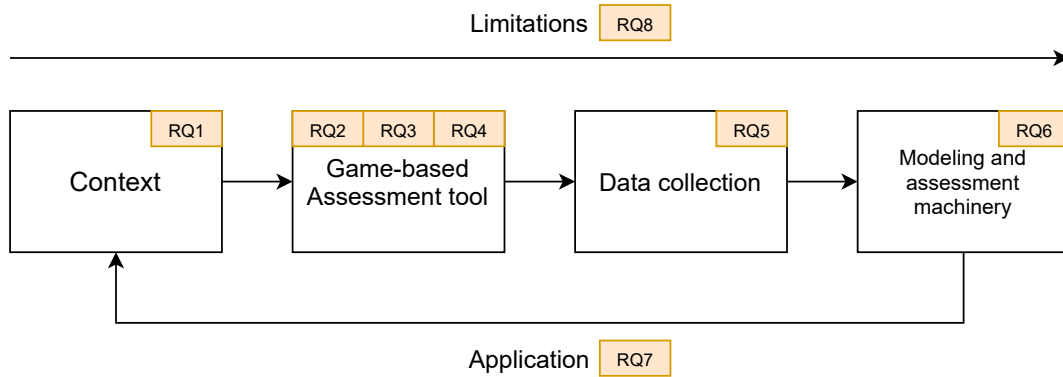 Limitations RQ8
RQ1
Context
RQ2 RQ3 RQ4
Game-based
Assessment tool
RQ5
Data collection
RQ6
Modeling and
assessment
machinery
Application RQ7